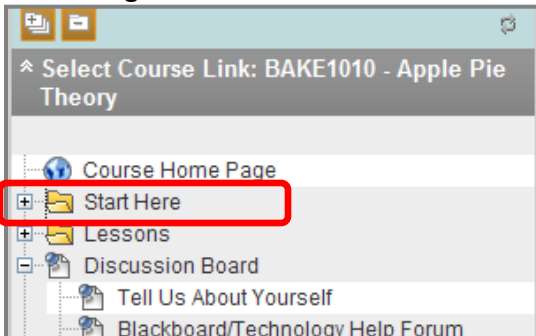 Select Course Link: BAKE1010 - Apple Pie
Theory
Course Home Page
Start Here
Lessons
Discussion Board
Tell Us About Yourself
Blackboard/Technology Help Forum